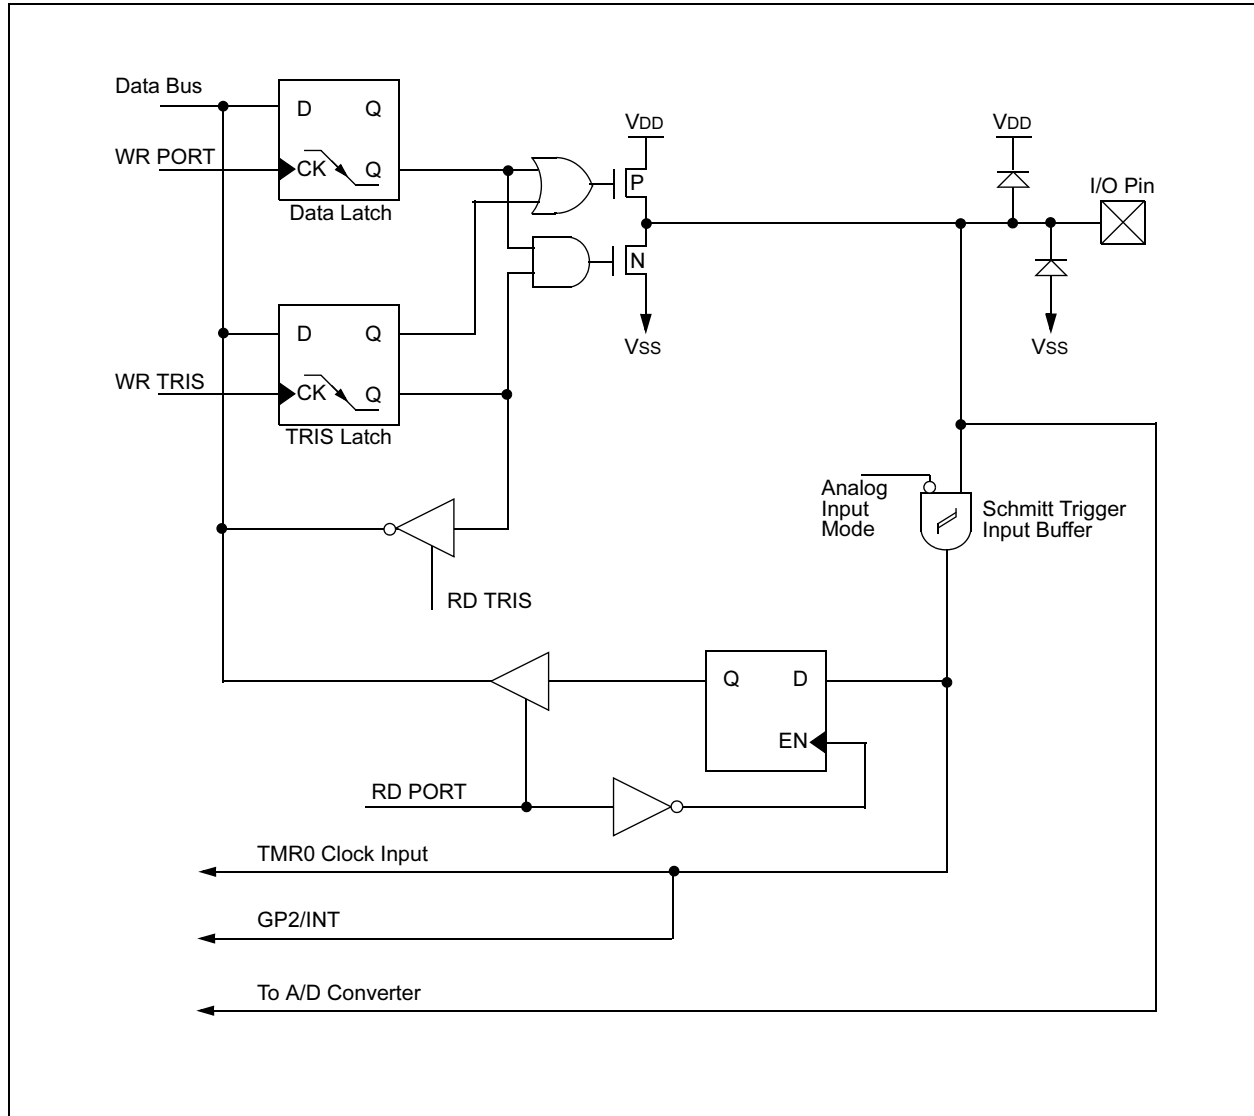 Data Bus
D Q
VDD
VDD
WR PORT
CK Q
P
I/O Pin
Data Latch
N
D Q
VSS
VSS
WR TRIS
CK Q
TRIS Latch
Analog
Input
Mode
Schmitt Trigger
Input Buffer
RD TRIS
Q D
EN
RD PORT
TMR0 Clock Input
GP2/INT
To A/D Converter